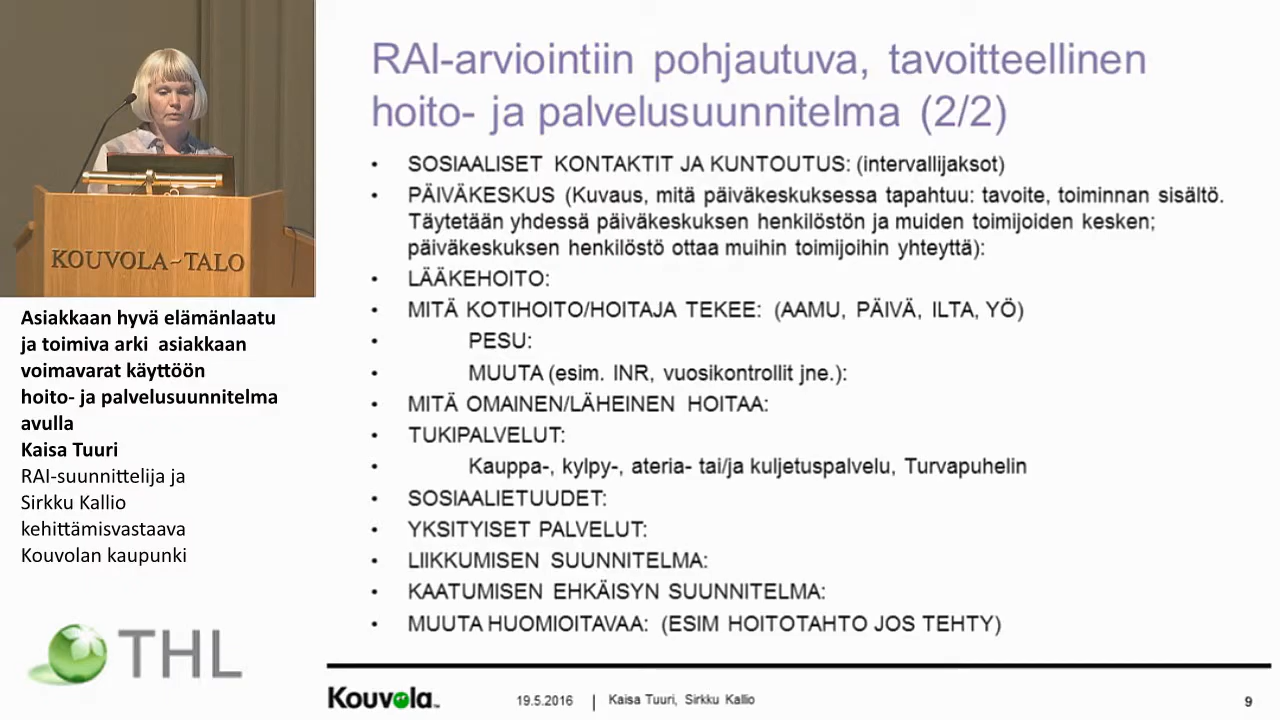 RAI-arviointiin pohjautuva, tavoitteellinen
hoito- ja palvelusuunnitelma (2/2)
• SOSIAALISET KONTAKTIT JA KUNTOUTUS: (intervallijaksot)
• PÄIVÄKESKUS (Kuvaus, mitä päiväkeskuksessa tapahtuu: tavoite, toiminnan sisältö.
Täytetään yhdessä päiväkeskuksen henkilöstön ja muiden toimijoiden kesken;
päiväkeskuksen henkilöstö ottaa muihin toimijoihin yhteyttä):
• LÄÄKEHOITO:
• MITÄ KOTIHOITO/HOITAJA TEKEE: (AAMU, PÄIVÄ, ILTA, YÖ)
• PESU:
• MUUTA (esim. INR, vuosikontrollit jne.):
• MITÄ OMAINEN/LÄHEINEN HOITAA:
• TUKIPALVELUT:
• Kauppa-, kylpy-, ateria- tai/ja kuljetuspalvelu, Turvapuhelin
• SOSIAALIETUUDET:
• YKSITYISET PALVELUT:
• LIIKKUMISEN SUUNNITELMA:
• KAATUMISEN EHKÄISYN SUUNNITELMA:
• MUUTA HUOMIOITAVAA: (ESIM HOITOTAHTO JOS TEHTY)
KOUVOLA~TALO
Asiakkaan hyvä elämänlaatu
ja toimiva arki asiakkaan
voimavarat käyttöön
hoito- ja palvelusuunnitelma
avulla
Kaisa Tuuri
RAI-suunnittelija ja
Sirkku Kallio
kehittämisvastaava
Kouvolan kaupunki
THL
Kouvola
19.5.2016 | Kaisa Tuuri, Sirkku Kallio
9